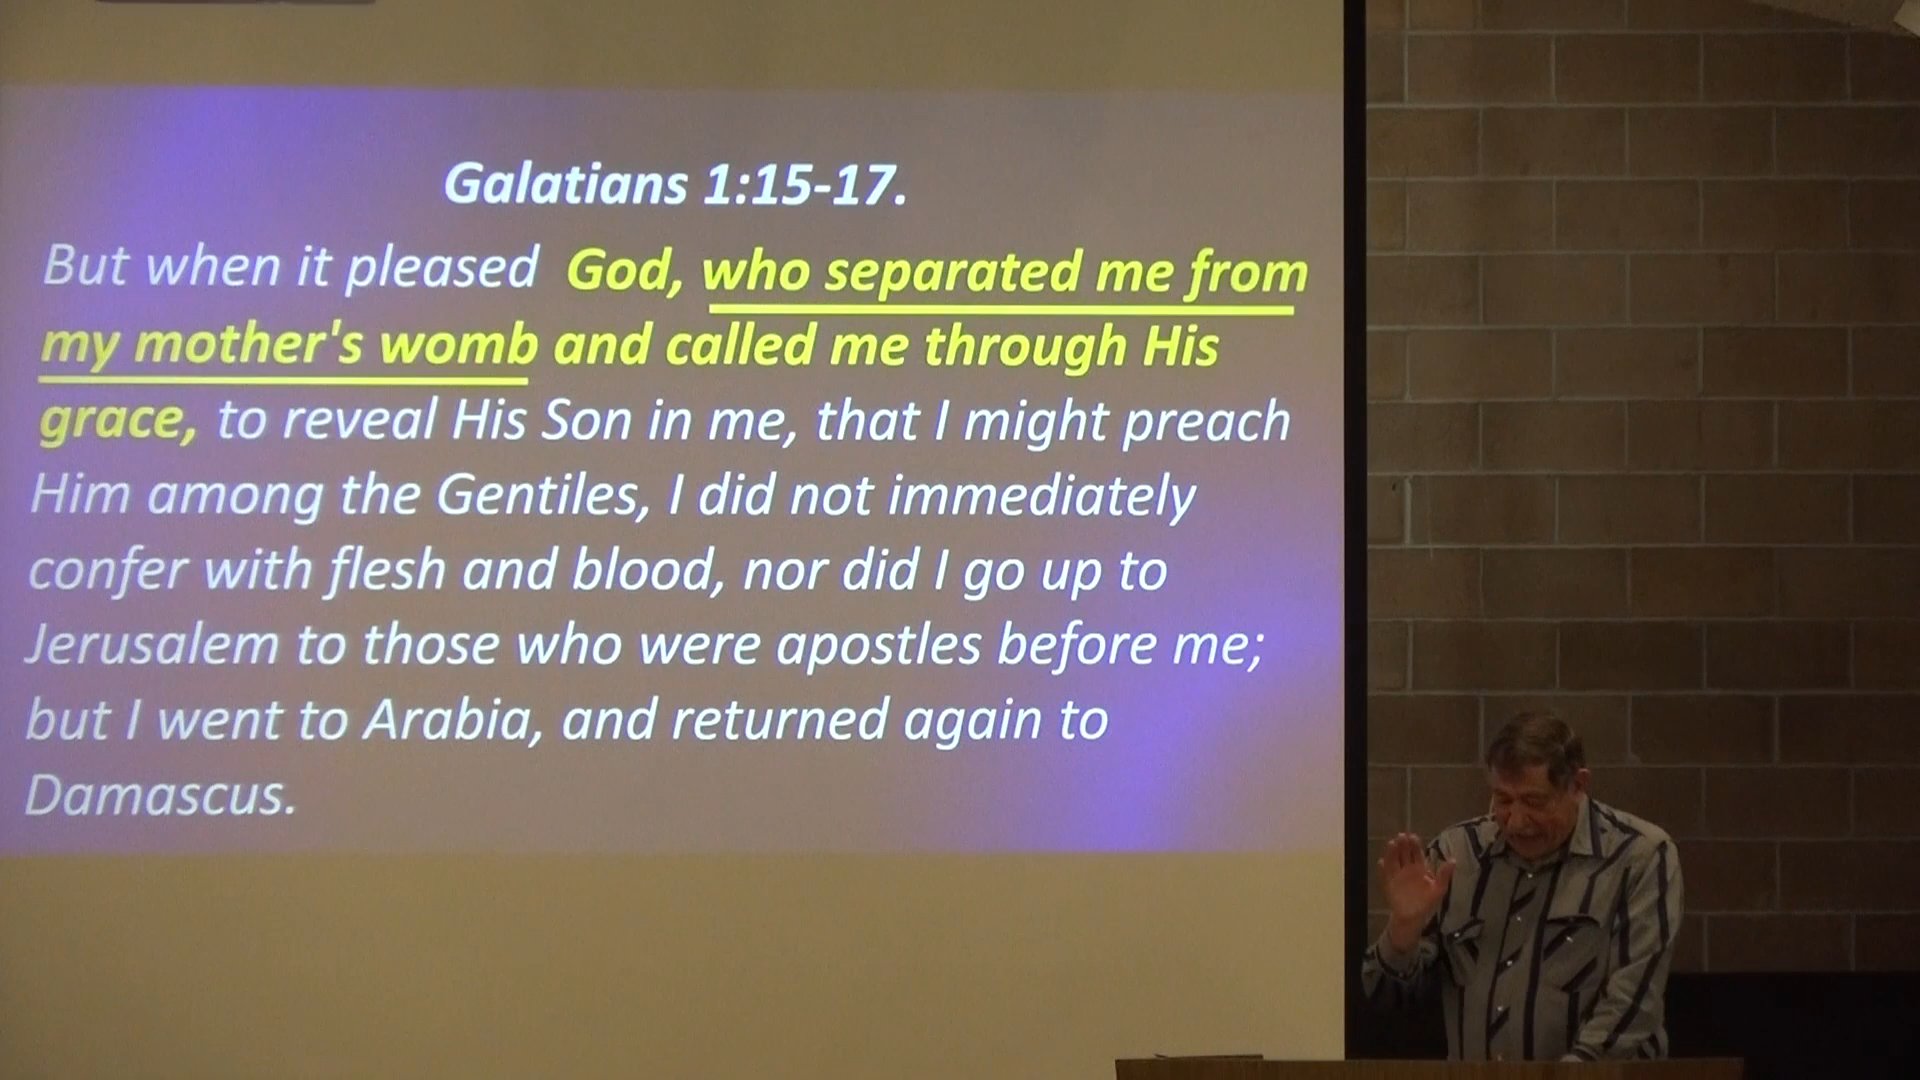 Galatians 1:15-17.
But when it pleased God, who separated me from
my mother's womb and called me through His
grace, to reveal His Son in me, that I might preach
Him among the Gentiles, I did not immediately
confer with flesh and blood, nor did I go up to
Jerusalem to those who were apostles before me;
but I went to Arabia, and returned again to
Damascus.